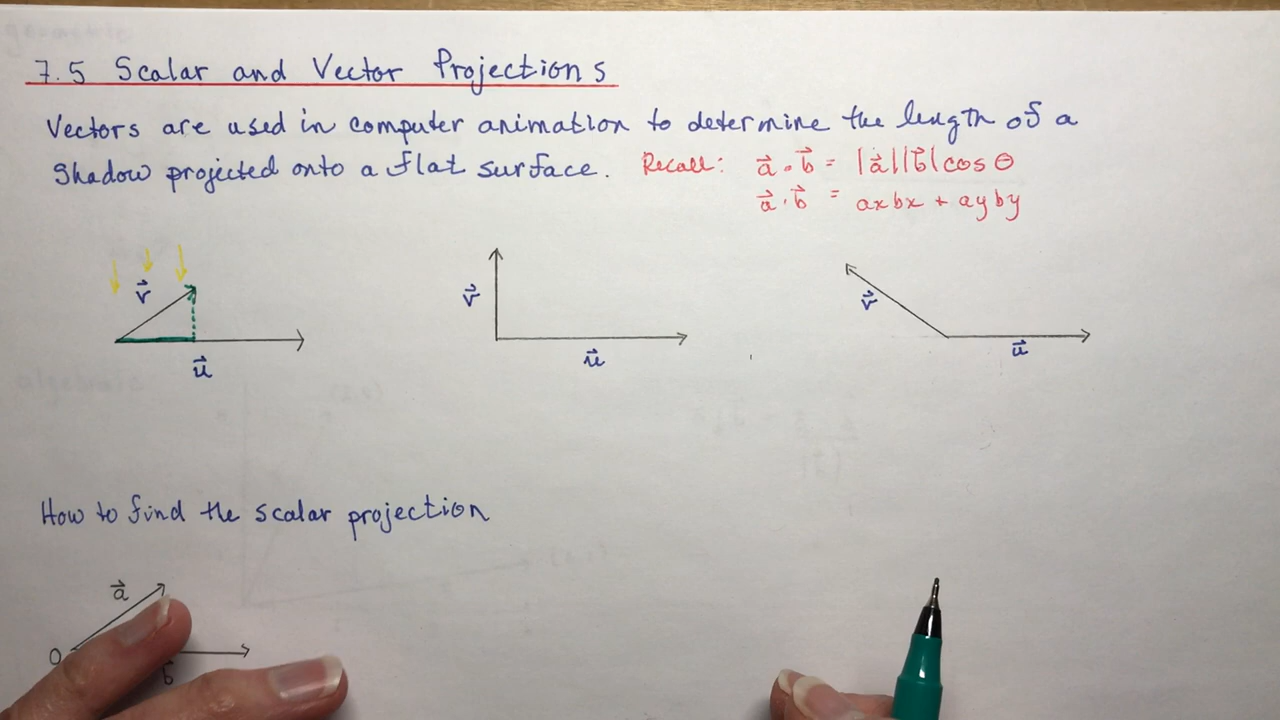 7.5 Scalar and Vector Projections
Vectors are used in computer animation to determine the length of a
shadow projected onto a flat surface. Recall: a⃗ · b⃗ = |a⃗||b⃗| cos θ
a⃗ · b⃗ = axbx + ayby
v⃗
u⃗
v⃗
u⃗
v⃗
u⃗
How to find the scalar projection
a⃗
O
b⃗